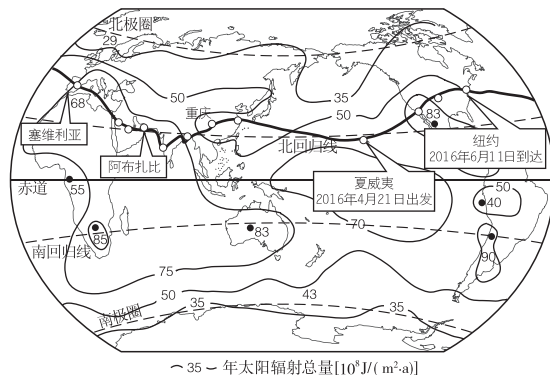 北极圈
29
50
35
68
重庆
50
83
塞维利亚
阿布扎比
北回归线
纽约
2016年6月11日到达
夏威夷
2016年4月21日出发
赤道
55
50
40
85
83
70
南回归线
90
75
50
43
35
35
南极圈
35 年太阳辐射总量[10⁸J/(m²·a)]